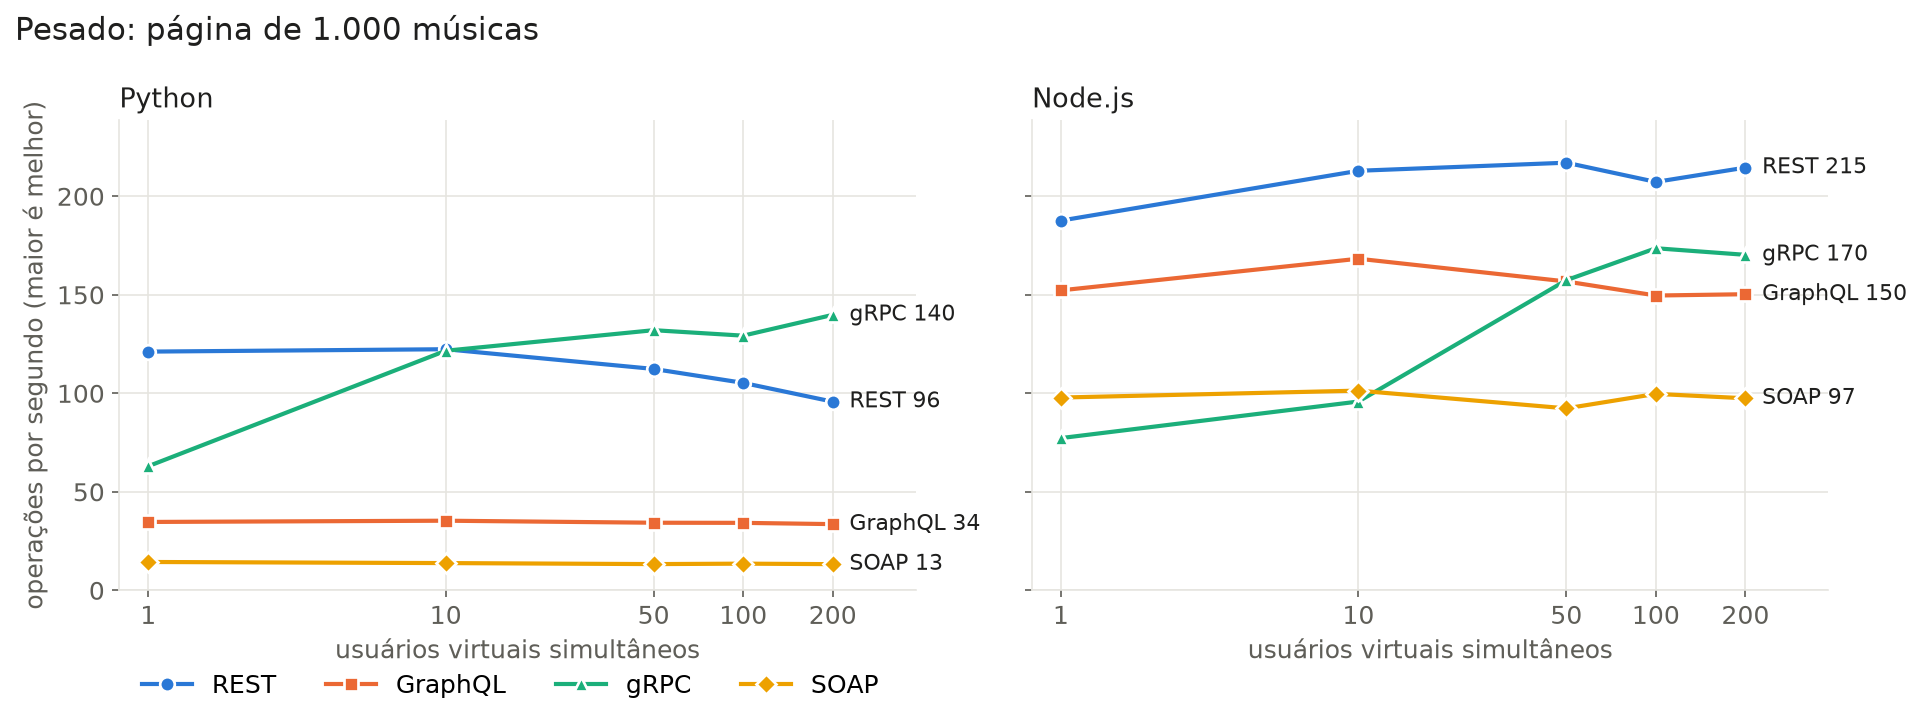 Pesado: página de 1.000 músicas
Python
operações por segundo (maior é melhor)
200
150
100
50
0
gRPC 140
REST 96
GraphQL 34
SOAP 13
1 10 50 100 200
usuários virtuais simultâneos
Node.js
REST 215
gRPC 170
GraphQL 150
SOAP 97
1 10 50 100 200
usuários virtuais simultâneos
REST GraphQL gRPC SOAP